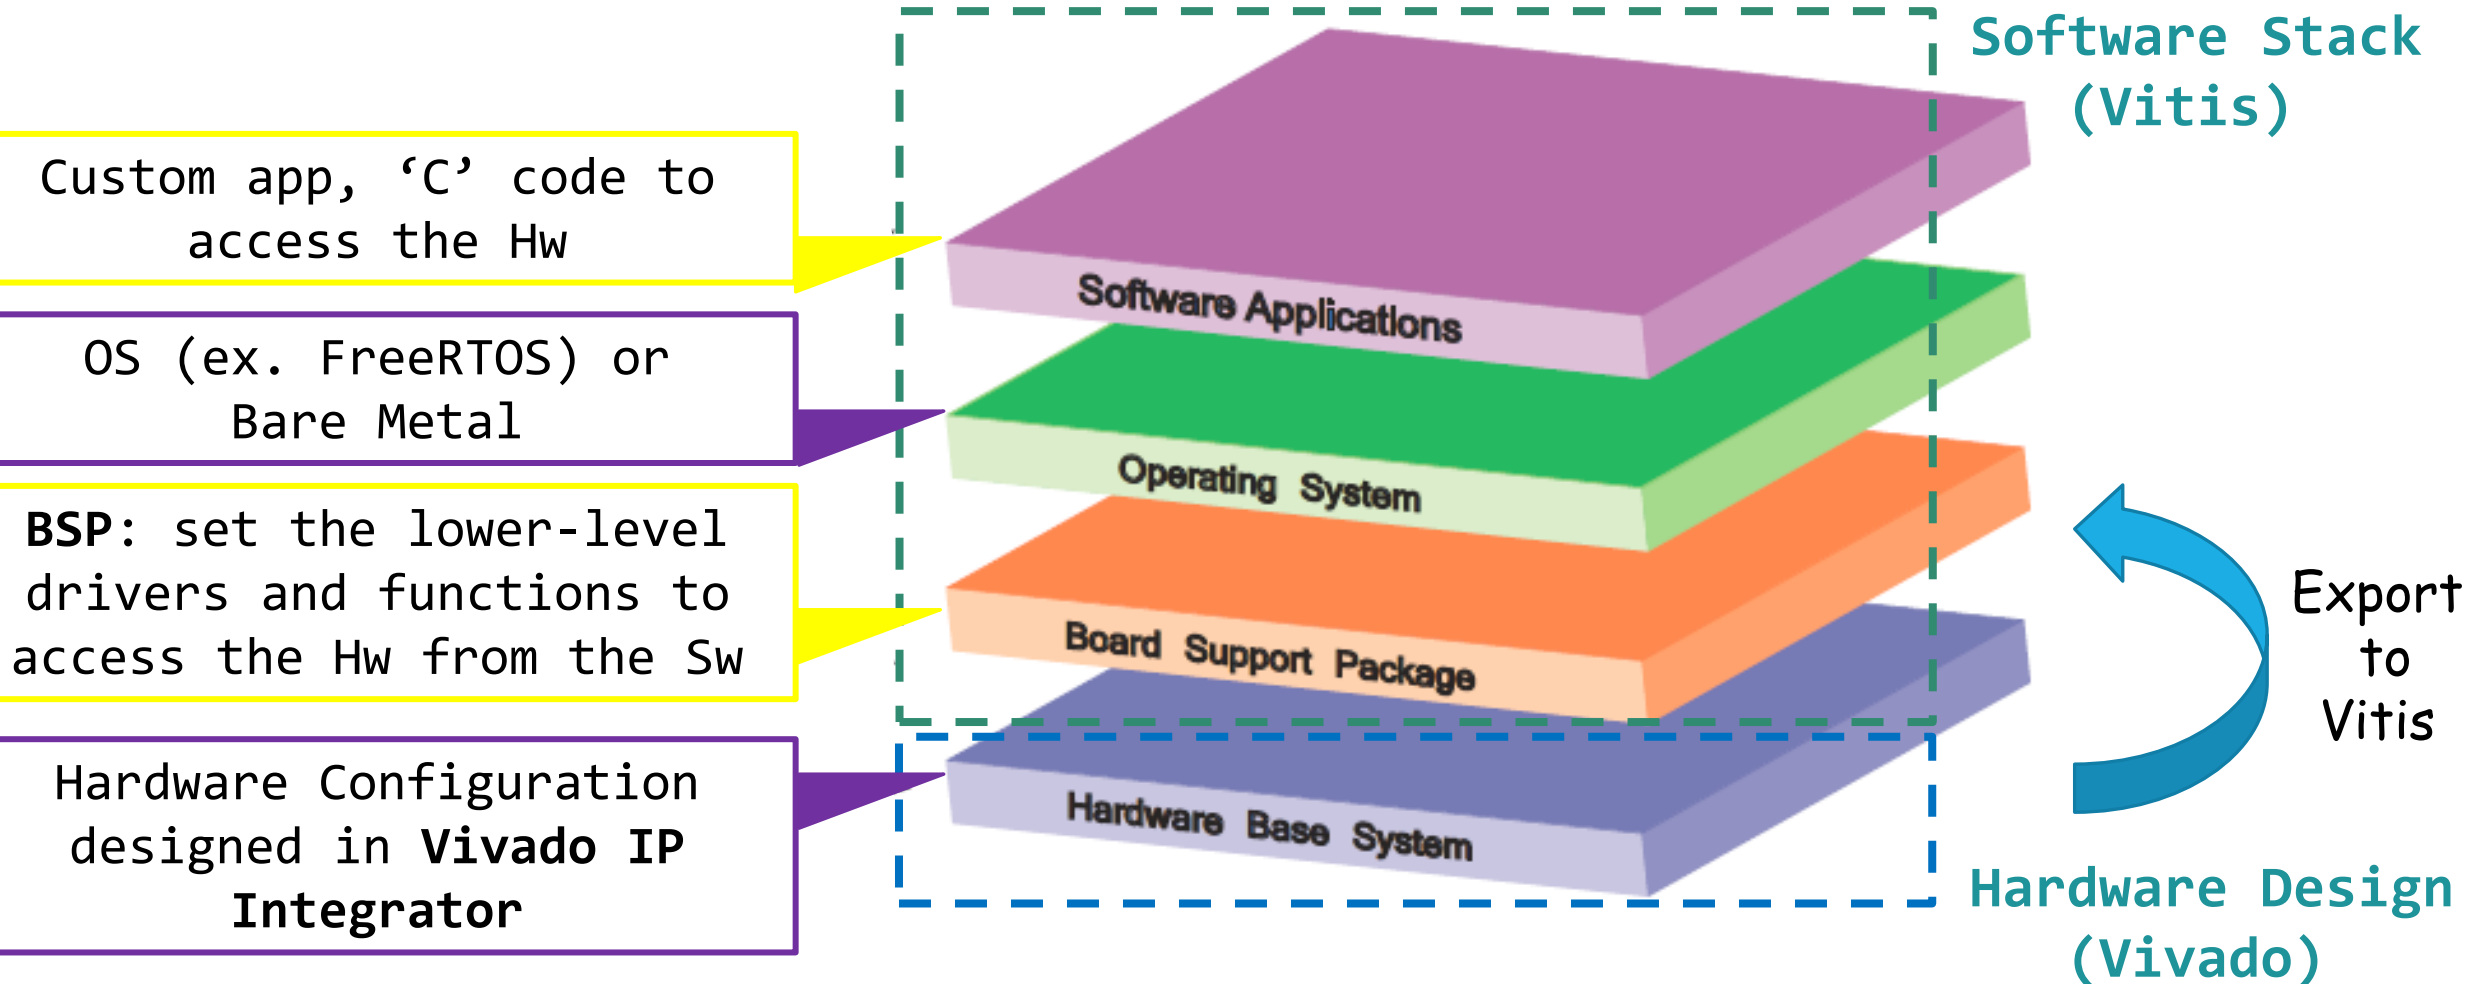 Software Stack
(Vitis)
Custom app, ‘C’ code to
access the Hw
Software Applications
OS (ex. FreeRTOS) or
Bare Metal
Operating System
BSP: set the lower-level
drivers and functions to
access the Hw from the Sw
Board Support Package
Export
to
Vitis
Hardware Configuration
designed in Vivado IP
Integrator
Hardware Base System
Hardware Design
(Vivado)